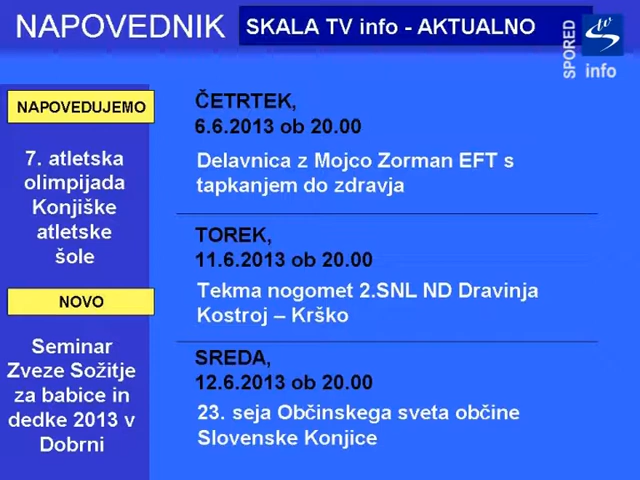 NAPOVEDNIK
SKALA TV info - AKTUALNO
SPORED
tv
S
info
NAPOVEDUJEMO
7. atletska
olimpijada
Konjiške
atletske
šole
NOVO
Seminar
Zveze Sožitje
za babice in
dedke 2013 v
Dobrni
ČETRTEK,
6.6.2013 ob 20.00
Delavnica z Mojco Zorman EFT s
tapkanjem do zdravja
TOREK,
11.6.2013 ob 20.00
Tekma nogomet 2.SNL ND Dravinja
Kostroj – Krško
SREDA,
12.6.2013 ob 20.00
23. seja Občinskega sveta občine
Slovenske Konjice